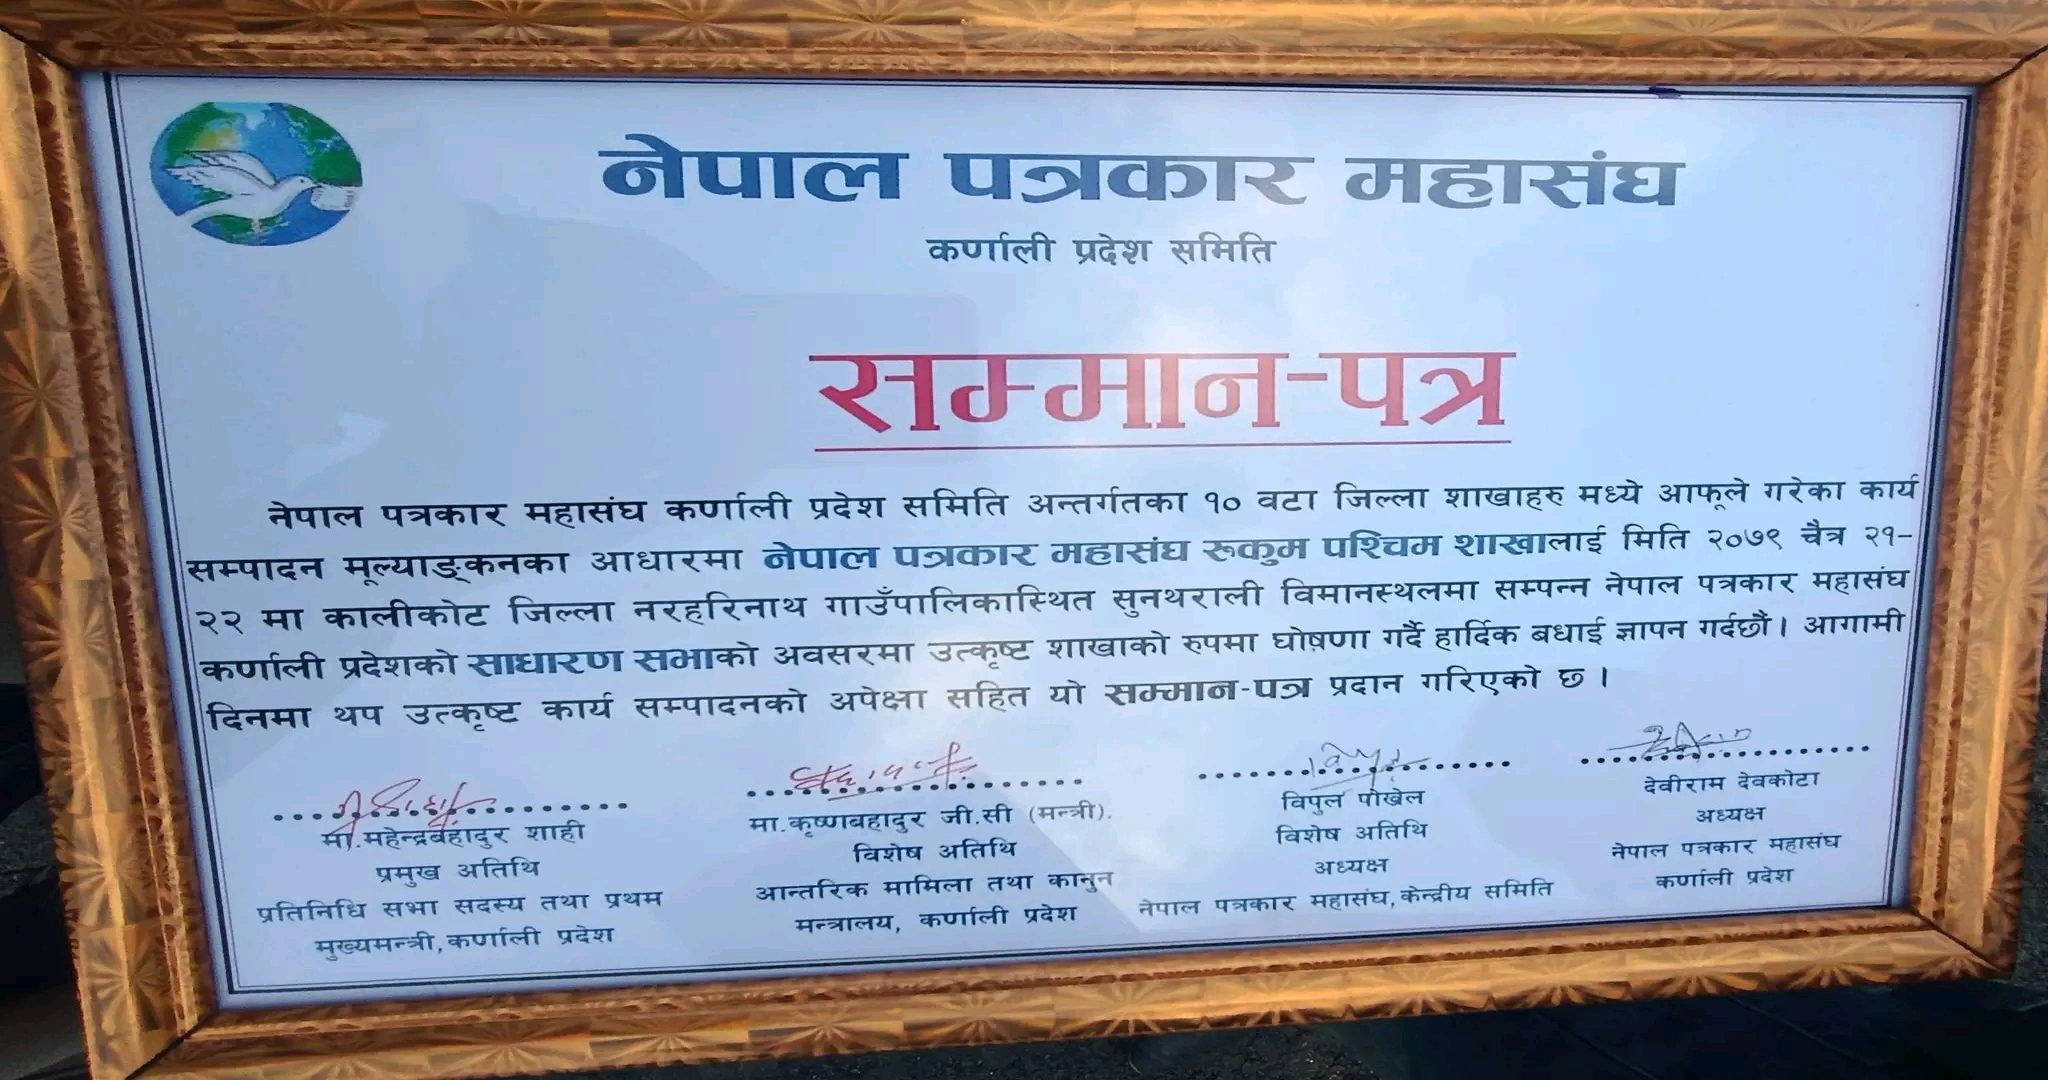 नेपाल पत्रकार महासंघ
कर्णाली प्रदेश समिति
सम्मान-पत्र
नेपाल पत्रकार महासंघ कर्णाली प्रदेश समिति अन्तर्गतका १० वटा जिल्ला शाखाहरु मध्ये आफूले गरेका कार्य
सम्पादन मूल्याङ्कनका आधारमा नेपाल पत्रकार महासंघ रुकुम पश्चिम शाखालाई मिति २०७९ चैत्र २१-
२२ मा कालीकोट जिल्ला नरहरिनाथ गाउँपालिकास्थित सुनथराली विमानस्थलमा सम्पन्न नेपाल पत्रकार महासंघ
कर्णाली प्रदेशको साधारण सभाको अवसरमा उत्कृष्ट शाखाको रुपमा घोषणा गर्दै हार्दिक बधाई ज्ञापन गर्दछौं। आगामी
दिनमा थप उत्कृष्ट कार्य सम्पादनको अपेक्षा सहित यो सम्मान-पत्र प्रदान गरिएको छ।
मा.महेन्द्रबहादुर शाही
प्रमुख अतिथि
प्रतिनिधि सभा सदस्य तथा प्रथम
मुख्यमन्त्री,कर्णाली प्रदेश
मा.कृष्णबहादुर जी.सी (मन्त्री).
विशेष अतिथि
आन्तरिक मामिला तथा कानुन
मन्त्रालय, कर्णाली प्रदेश
विपुल पोखेल
विशेष अतिथि
अध्यक्ष
नेपाल पत्रकार महासंघ,केन्द्रीय समिति
देवीराम देवकोटा
अध्यक्ष
नेपाल पत्रकार महासंघ
कर्णाली प्रदेश